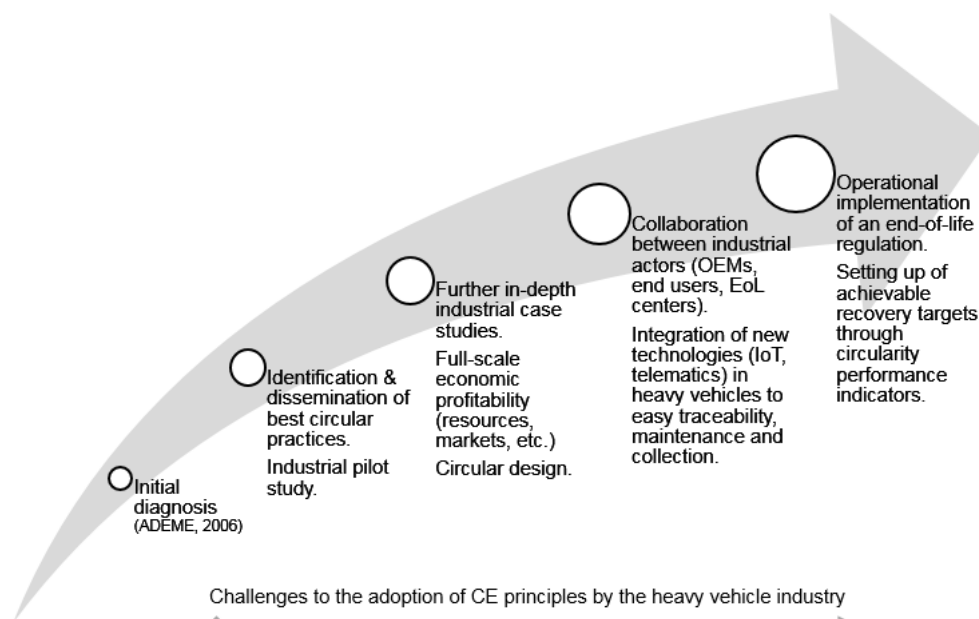 Initial
diagnosis
(ADEME, 2006)
Identification &
dissemination of
best circular
practices.
Industrial pilot
study.
Further in-depth
industrial case
studies.
Full-scale
economic
profitability
(resources,
markets, etc.)
Circular design.
Collaboration
between industrial
actors (OEMs,
end users, EoL
centers).
Integration of new
technologies (IoT,
telematics) in
heavy vehicles to
easy traceability,
maintenance and
collection.
Operational
implementation
of an end-of-life
regulation.
Setting up of
achievable
recovery targets
through
circularity
performance
indicators.
Challenges to the adoption of CE principles by the heavy vehicle industry